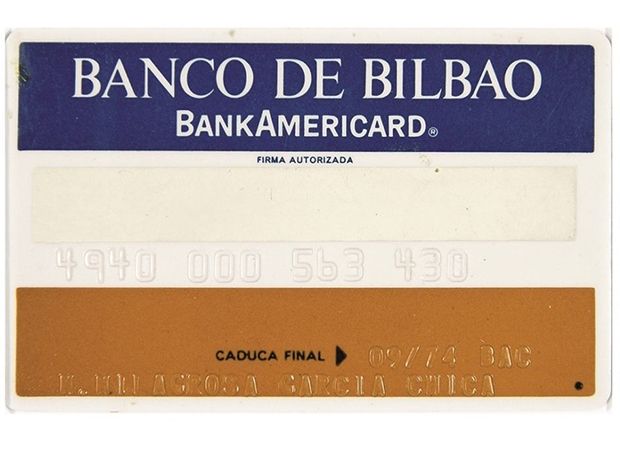 BANCO DE BILBAO
BANKAMERICARD®
FIRMA AUTORIZADA
4940 000 563 430
CADUCA FINAL ▶ 09/74 BAC
M.MILAGROSA GARCIA CHICA